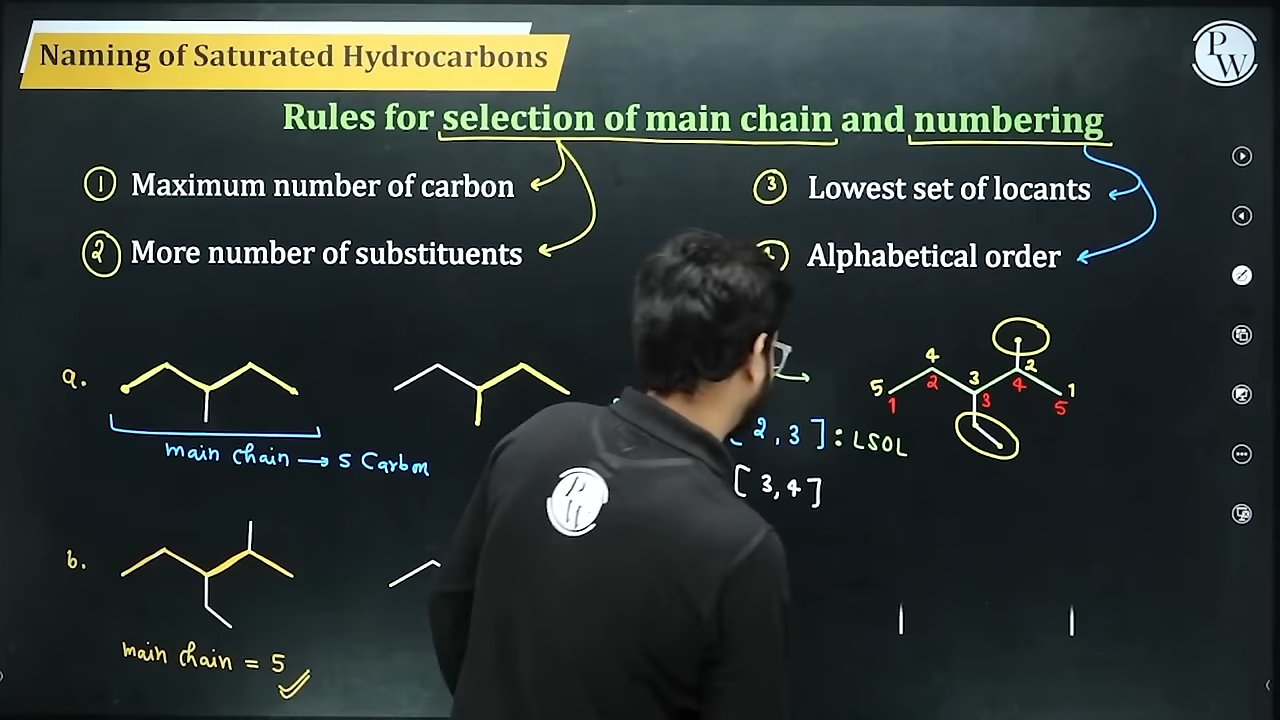 Naming of Saturated Hydrocarbons
P
W
Rules for selection of main chain and numbering
1 Maximum number of carbon
3 Lowest set of locants
2 More number of substituents
Alphabetical order
a.
main chain → 5 Carbon
5 4 3 2 1
1 2 3 4 5
[ 2 , 3 ] : LSOL
[ 3 , 4 ]
P
W
b.
main chain = 5